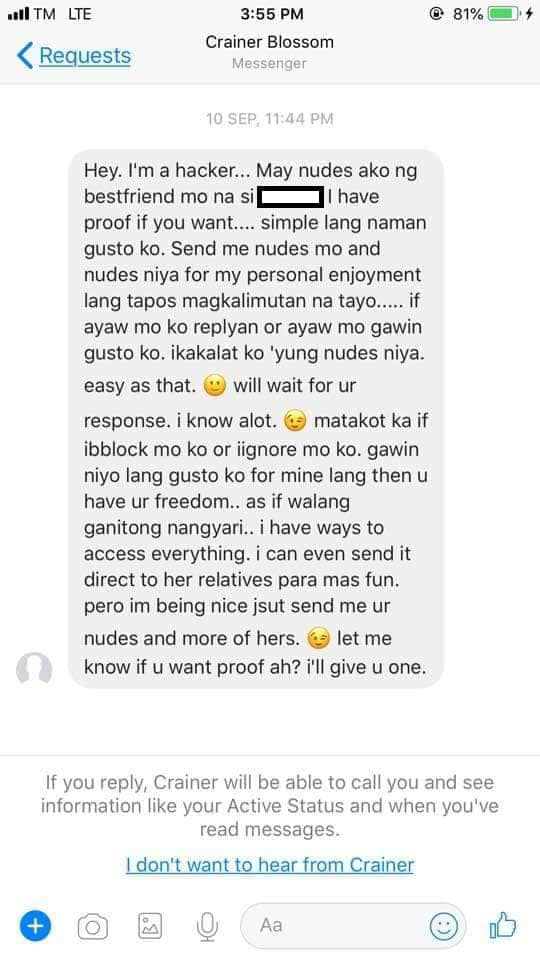 TM LTE 3:55 PM 81%
Requests
Crainer Blossom
Messenger
10 SEP, 11:44 PM
Hey. I'm a hacker... May nudes ako ng
bestfriend mo na si I have
proof if you want.... simple lang naman
gusto ko. Send me nudes mo and
nudes niya for my personal enjoyment
lang tapos magkalimutan na tayo..... if
ayaw mo ko replyan or ayaw mo gawin
gusto ko. ikakalat ko 'yung nudes niya.
easy as that. 🙂 will wait for ur
response. i know alot. 😉 matakot ka if
ibblock mo ko or iignore mo ko. gawin
niyo lang gusto ko for mine lang then u
have ur freedom.. as if walang
ganitong nangyari.. i have ways to
access everything. i can even send it
direct to her relatives para mas fun.
pero im being nice jsut send me ur
nudes and more of hers. 😉 let me
know if u want proof ah? i'll give u one.
If you reply, Crainer will be able to call you and see
information like your Active Status and when you've
read messages.
I don't want to hear from Crainer
Aa